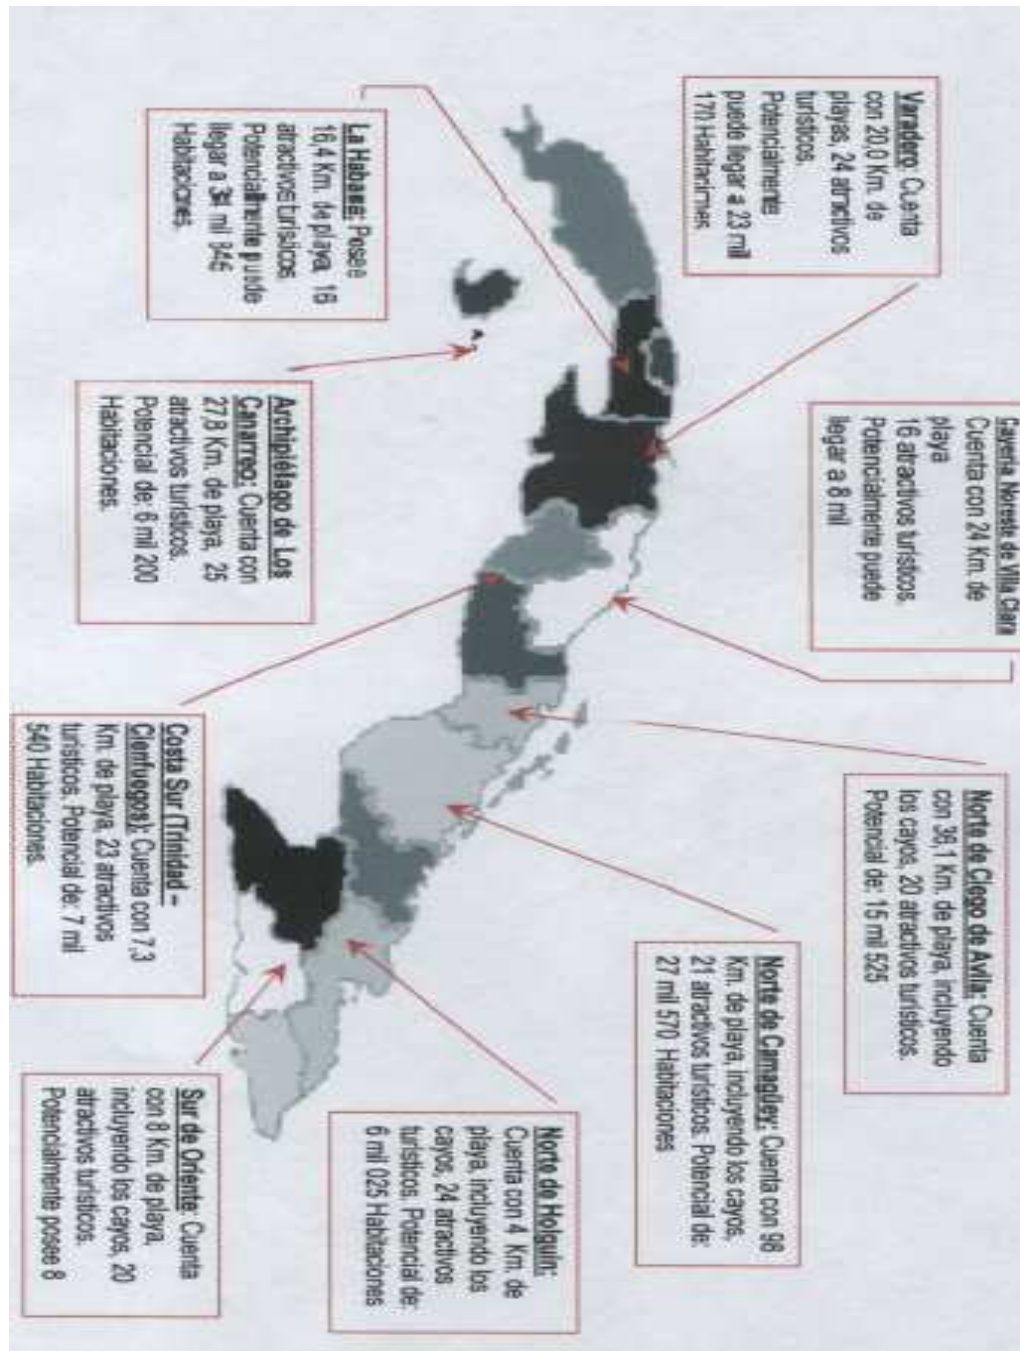 Varadero: Cuenta
con 20,0 Km. de
playas, 24 atractivos
turísticos.
Potencialmente
puede llegar a 23 mil
170 Habitaciones
Cayería Noreste de Villa Clara
Cuenta con 24 Km. de
playa
16 atractivos turísticos.
Potencialmente puede
llegar a 8 mil
Norte de Ciego de Avila: Cuenta
con 36,1 Km. de playa, incluyendo
los cayos, 20 atractivos turísticos.
Potencial de: 15 mil 525
Norte de Camagüey: Cuenta con 98
Km. de playa, incluyendo los cayos,
21 atractivos turísticos. Potencial de:
27 mil 570 Habitaciones
La Habana: Posee
16,4 Km. de playa, 16
atractivos turísticos.
Potencialmente puede
llegar a mil
Habitaciones.
Archipiélago de Los
Canarreo: Cuenta con
27,8 Km. de playa, 25
atractivos turísticos.
Potencial de: 6 mil 200
Habitaciones.
Costa Sur (Trinidad –
Cienfuegos): Cuenta con 7,3
Km. de playa, 23 atractivos
turísticos. Potencial de: 7 mil
540 Habitaciones.
Norte de Holguín:
Cuenta con 4 Km. de
playa, incluyendo los
cayos, 24 atractivos
turísticos. Potencial de:
6 mil 025 Habitaciones
Sur de Oriente: Cuenta
con 8 Km. de playa,
incluyendo los cayos, 20
atractivos turísticos.
Potencialmente posee 8